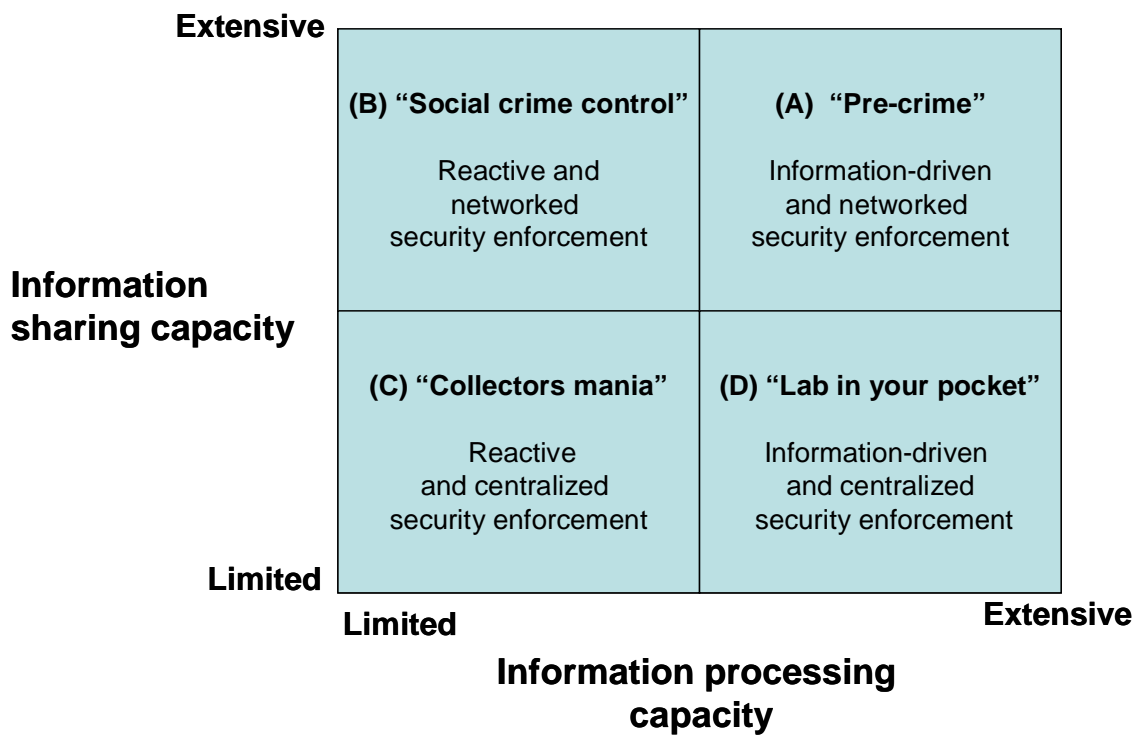 Extensive
(B) “Social crime control”
Reactive and
networked
security enforcement
(A) “Pre-crime”
Information-driven
and networked
security enforcement
Information
sharing capacity
(C) “Collectors mania”
Reactive
and centralized
security enforcement
(D) “Lab in your pocket”
Information-driven
and centralized
security enforcement
Limited
Limited
Extensive
Information processing
capacity